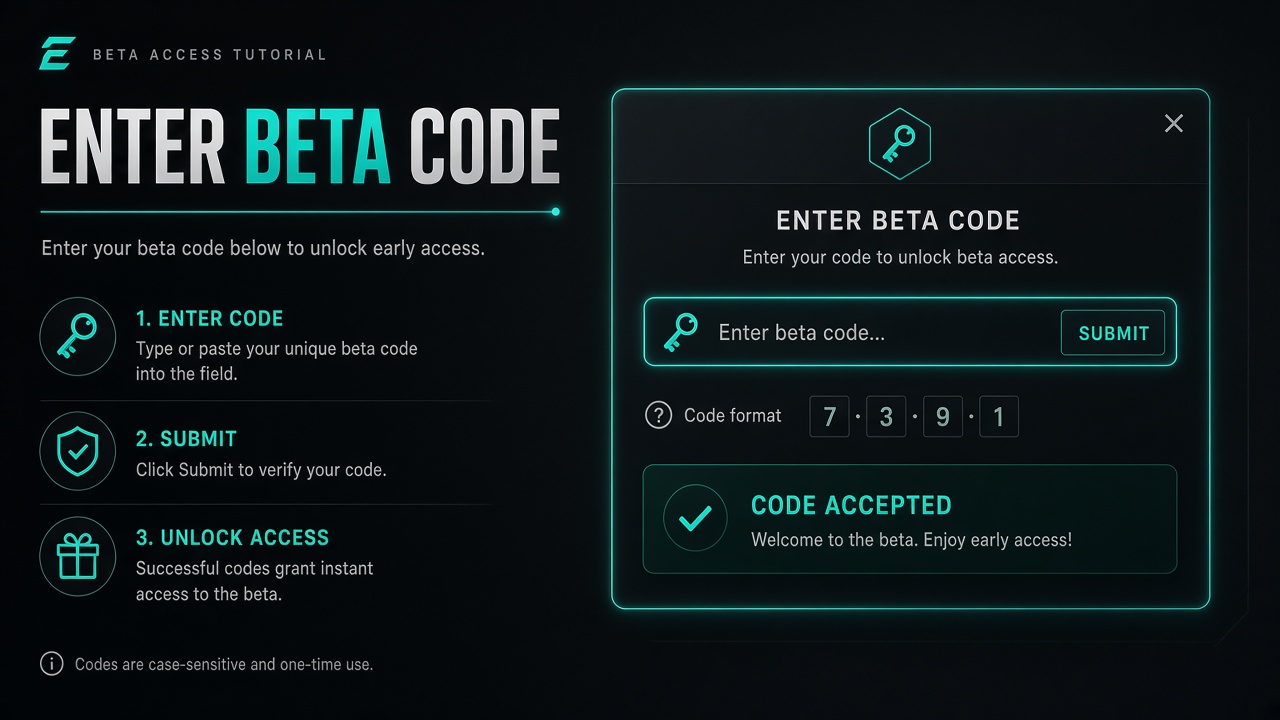 BETA ACCESS TUTORIAL
ENTER BETA CODE
Enter your beta code below to unlock early access.
1. ENTER CODE
Type or paste your unique beta code
into the field.
2. SUBMIT
Click Submit to verify your code.
3. UNLOCK ACCESS
Successful codes grant instant
access to the beta.
Codes are case-sensitive and one-time use.
ENTER BETA CODE
Enter your code to unlock beta access.
Enter beta code...
SUBMIT
Code format 7 · 3 · 9 · 1
CODE ACCEPTED
Welcome to the beta. Enjoy early access!